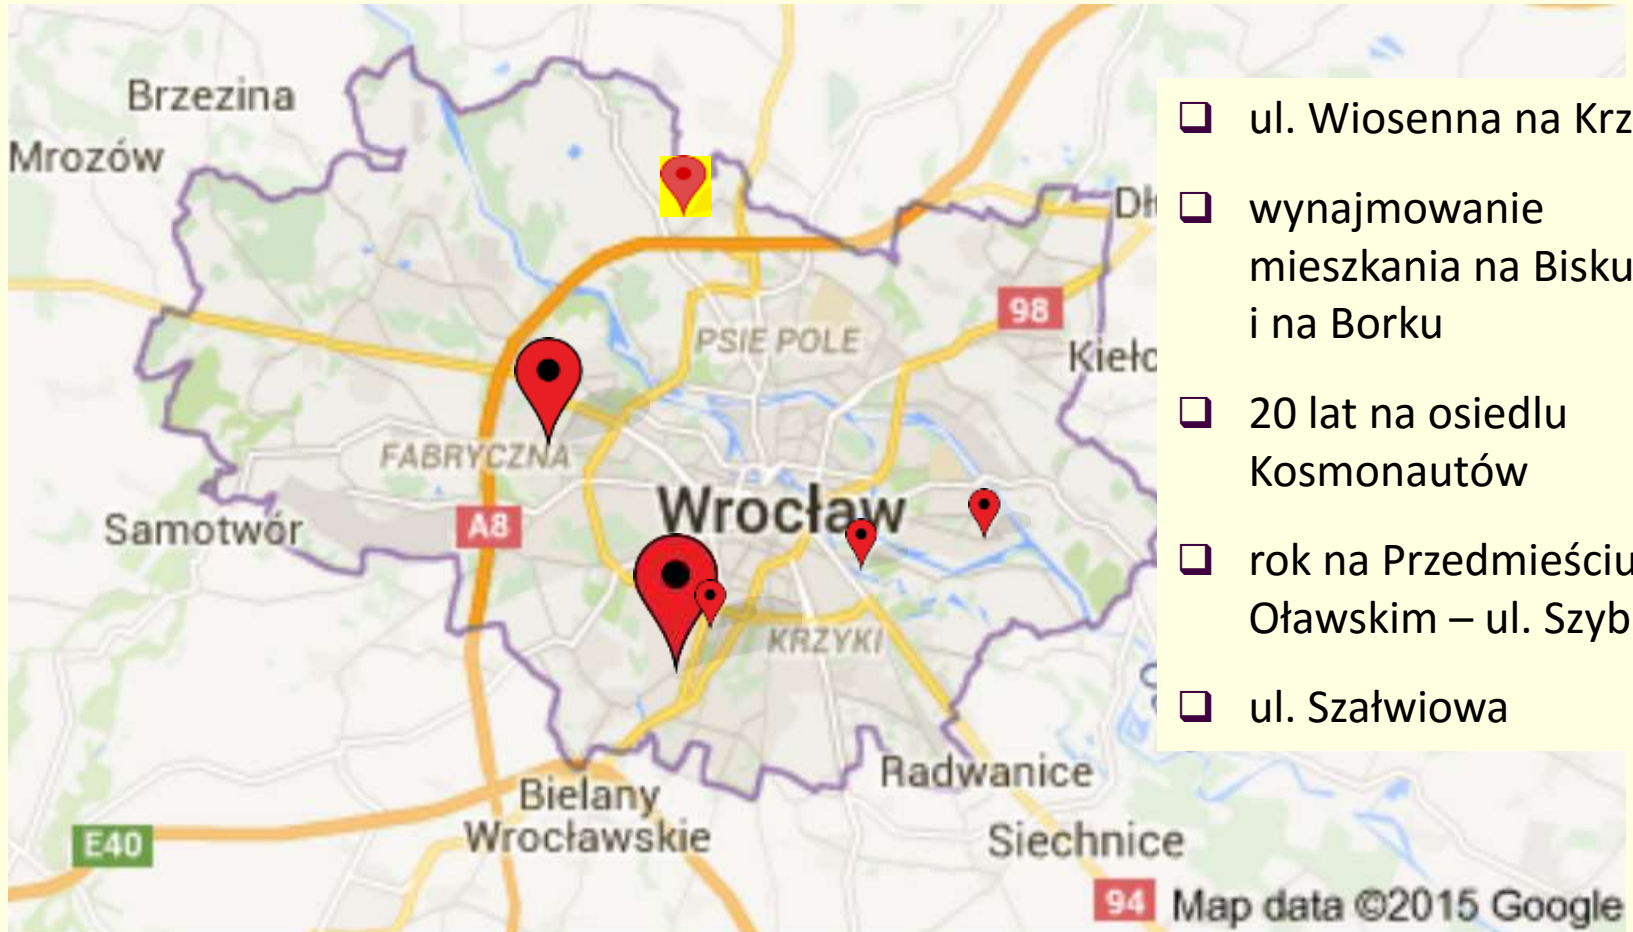 Brzezina
Mrozów
PSIE POLE
98
FABRYCZNA
Wrocław
Samotwór
A8
KRZYKI
Radwanice
Bielany
Wrocławskie
Siechnice
E40
94 Map data ©2015 Google
ul. Wiosenna na Krz
wynajmowanie
mieszkania na Bisku
i na Borku
20 lat na osiedlu
Kosmonautów
rok na Przedmieściu
Oławskim – ul. Szyb
ul. Szałwiowa